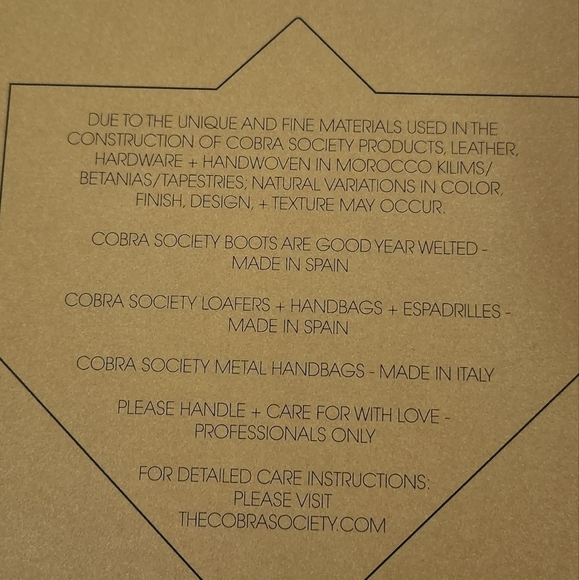 DUE TO THE UNIQUE AND FINE MATERIALS USED IN THE
CONSTRUCTION OF COBRA SOCIETY PRODUCTS, LEATHER,
HARDWARE + HANDWOVEN IN MOROCCO KILIMS/
BETANIAS/TAPESTRIES; NATURAL VARIATIONS IN COLOR,
FINISH, DESIGN, + TEXTURE MAY OCCUR.
COBRA SOCIETY BOOTS ARE GOOD YEAR WELTED -
MADE IN SPAIN
COBRA SOCIETY LOAFERS + HANDBAGS + ESPADRILLES -
MADE IN SPAIN
COBRA SOCIETY METAL HANDBAGS - MADE IN ITALY
PLEASE HANDLE + CARE FOR WITH LOVE -
PROFESSIONALS ONLY
FOR DETAILED CARE INSTRUCTIONS:
PLEASE VISIT
THECOBRASOCIETY.COM